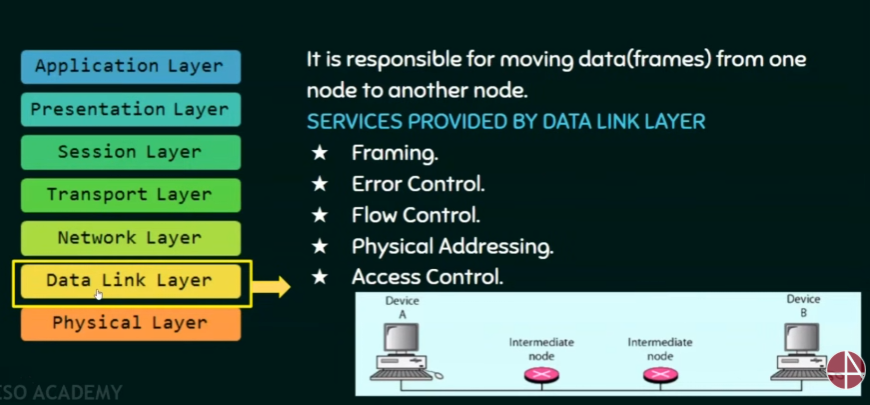 Application Layer
Presentation Layer
Session Layer
Transport Layer
Network Layer
Data Link Layer
Physical Layer
It is responsible for moving data(frames) from one
node to another node.
SERVICES PROVIDED BY DATA LINK LAYER
★ Framing.
★ Error Control.
★ Flow Control.
★ Physical Addressing.
★ Access Control.
Device
A
Intermediate
node
Intermediate
node
Device
B
ESO ACADEMY